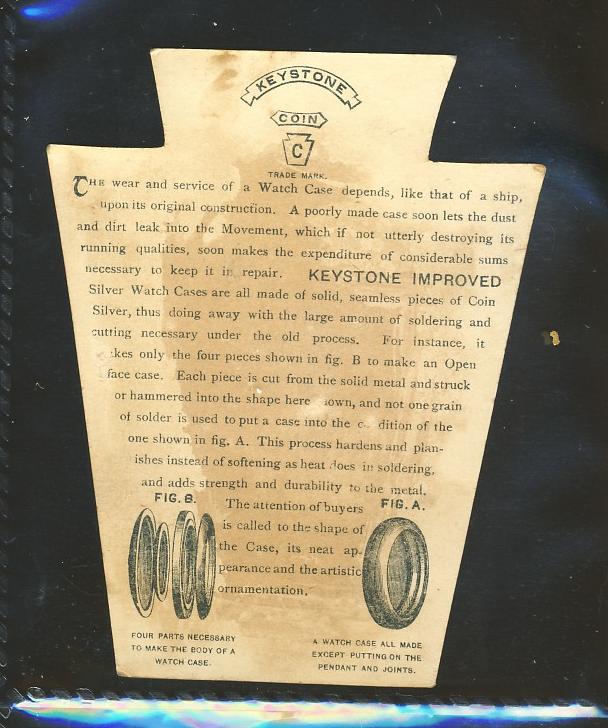 KEYSTONE
COIN
C
TRADE MARK.
THE wear and service of a Watch Case depends, like that of a ship,
upon its original construction. A poorly made case soon lets the dust
and dirt leak into the Movement, which if not utterly destroying its
running qualities, soon makes the expenditure of considerable sums
necessary to keep it in repair. KEYSTONE IMPROVED
Silver Watch Cases are all made of solid, seamless pieces of Coin
Silver, thus doing away with the large amount of soldering and
cutting necessary under the old process. For instance, it
kes only the four pieces shown in fig. B to make an Open
face case. Each piece is cut from the solid metal and struck
or hammered into the shape here own, and not one grain
of solder is used to put a case into the c dition of the
one shown in fig. A. This process hardens and plan-
ishes instead of softening as heat does in soldering,
and adds strength and durability to the metal.
FIG. B.
The attention of buyers
is called to the shape of
the Case, its neat ap-
pearance and the artistic
ornamentation.
FIG. A.
FOUR PARTS NECESSARY
TO MAKE THE BODY OF A
WATCH CASE.
A WATCH CASE ALL MADE
EXCEPT PUTTING ON THE
PENDANT AND JOINTS.